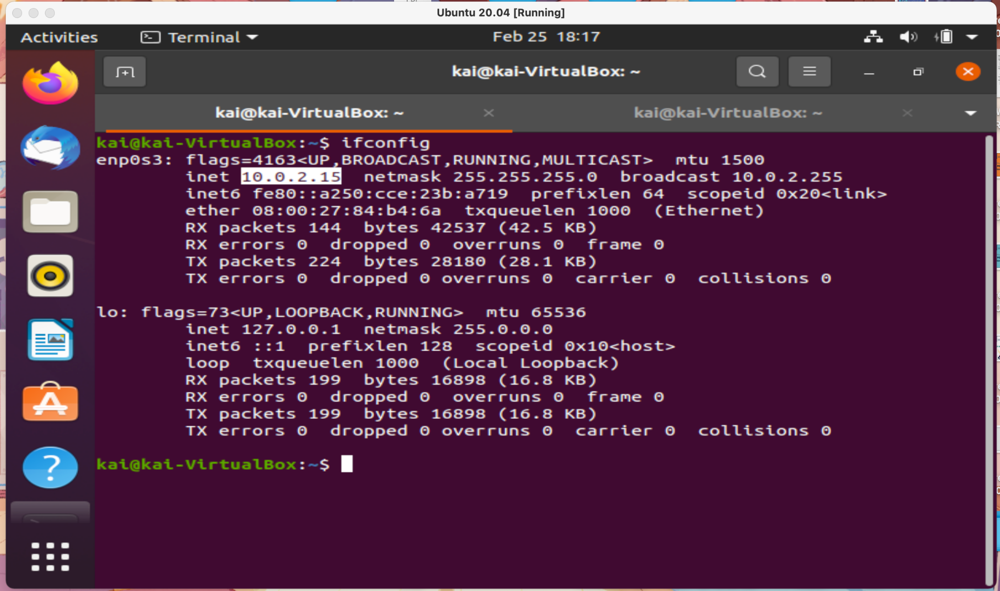 Ubuntu 20.04 [Running]
Activities Terminal Feb 25 18:17
kai@kai-VirtualBox: ~
kai@kai-VirtualBox: ~ kai@kai-VirtualBox: ~
kai@kai-VirtualBox:~$ ifconfig
enp0s3: flags=4163<UP,BROADCAST,RUNNING,MULTICAST>  mtu 1500
        inet 10.0.2.15  netmask 255.255.255.0  broadcast 10.0.2.255
        inet6 fe80::a250:cce:23b:a719  prefixlen 64  scopeid 0x20<link>
        ether 08:00:27:84:b4:6a  txqueuelen 1000  (Ethernet)
        RX packets 144  bytes 42537 (42.5 KB)
        RX errors 0  dropped 0  overruns 0  frame 0
        TX packets 224  bytes 28180 (28.1 KB)
        TX errors 0  dropped 0 overruns 0  carrier 0  collisions 0
lo: flags=73<UP,LOOPBACK,RUNNING>  mtu 65536
        inet 127.0.0.1  netmask 255.0.0.0
        inet6 ::1  prefixlen 128  scopeid 0x10<host>
        loop  txqueuelen 1000  (Local Loopback)
        RX packets 199  bytes 16898 (16.8 KB)
        RX errors 0  dropped 0  overruns 0  frame 0
        TX packets 199  bytes 16898 (16.8 KB)
        TX errors 0  dropped 0 overruns 0  carrier 0  collisions 0
kai@kai-VirtualBox:~$